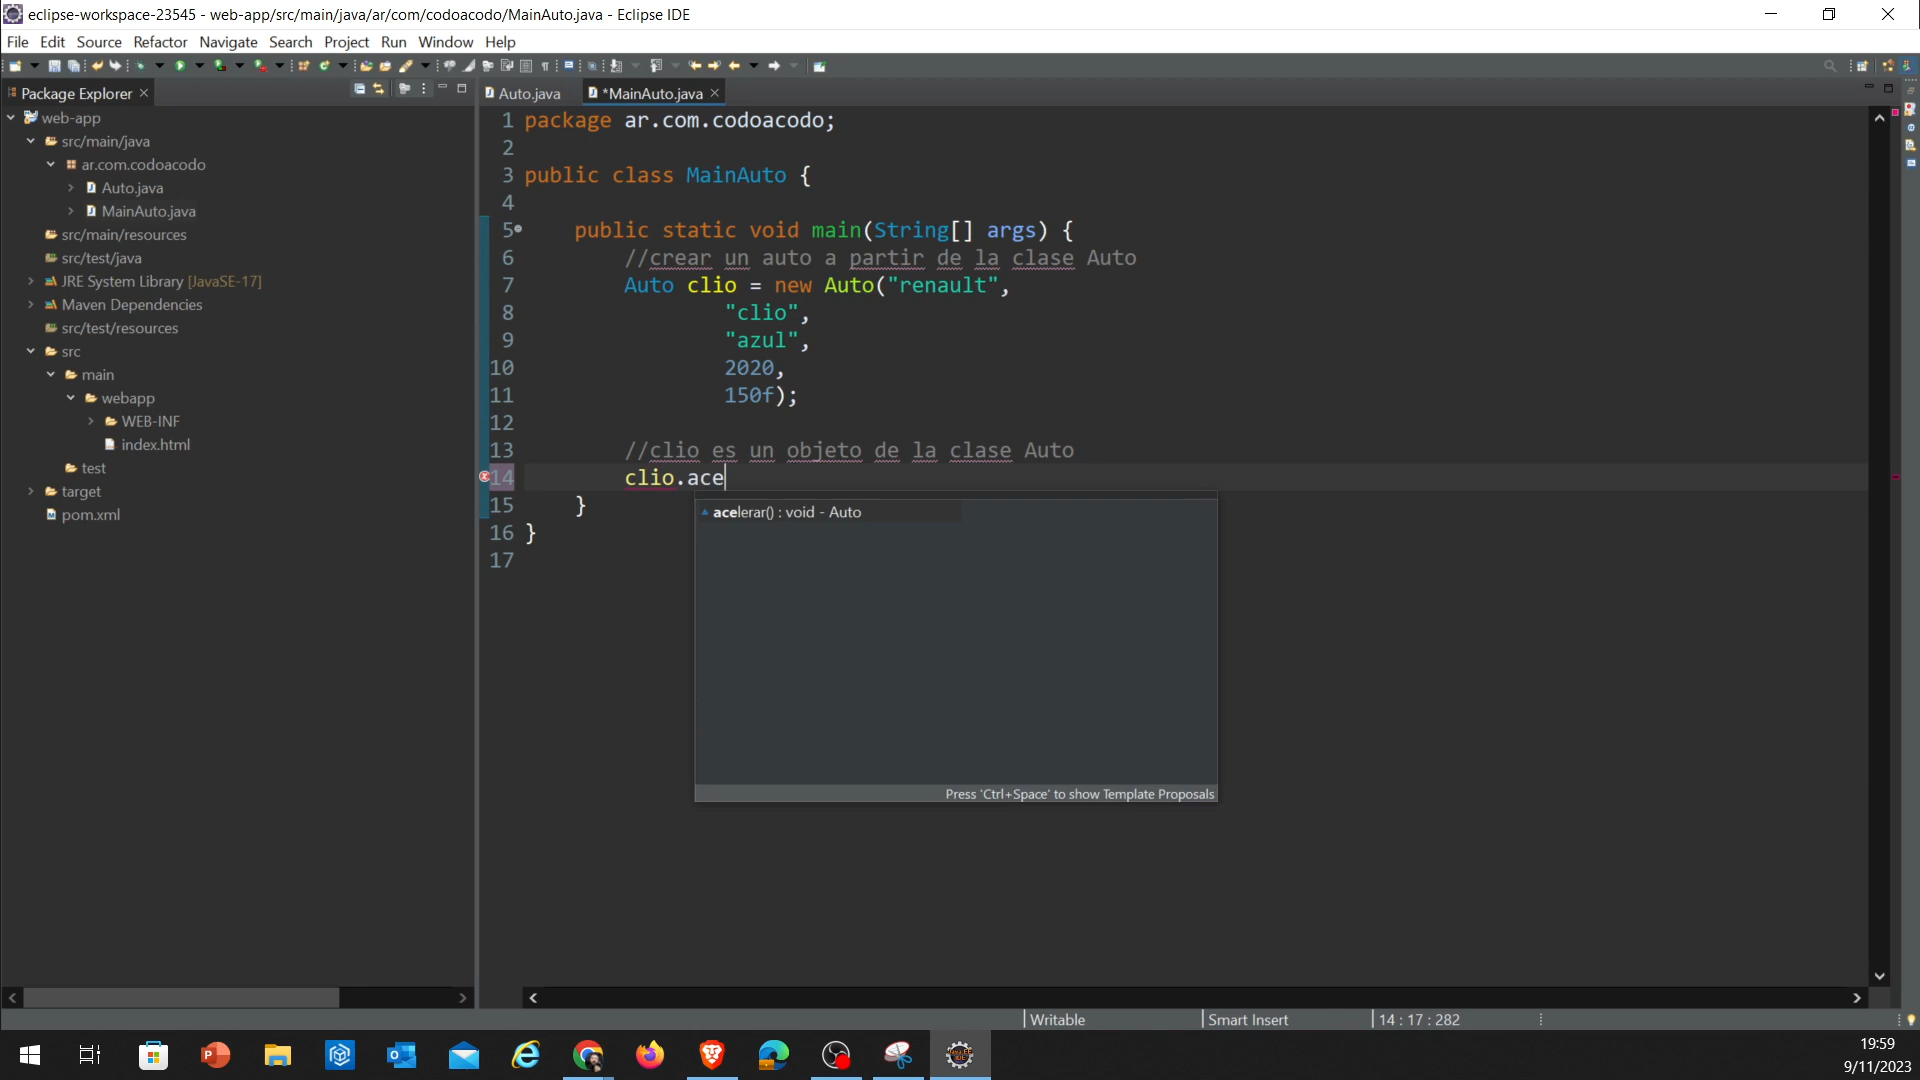 eclipse-workspace-23545 - web-app/src/main/java/ar/com/codoacodo/MainAuto.java - Eclipse IDE
File Edit Source Refactor Navigate Search Project Run Window Help
Package Explorer
Auto.java
*MainAuto.java
web-app
src/main/java
ar.com.codoacodo
Auto.java
MainAuto.java
src/main/resources
src/test/java
JRE System Library [JavaSE-17]
Maven Dependencies
src/test/resources
src
main
webapp
WEB-INF
index.html
test
target
pom.xml
1 package ar.com.codoacodo;
2
3 public class MainAuto {
4
5 public static void main(String[] args) {
6 //crear un auto a partir de la clase Auto
7 Auto clio = new Auto("renault",
8 "clio",
9 "azul",
10 2020,
11 150f);
12
13 //clio es un objeto de la clase Auto
14 clio.ace
15 }
16 }
17
acelerar() : void - Auto
Press 'Ctrl+Space' to show Template Proposals
Writable
Smart Insert
14 : 17 : 282
19:59
9/11/2023